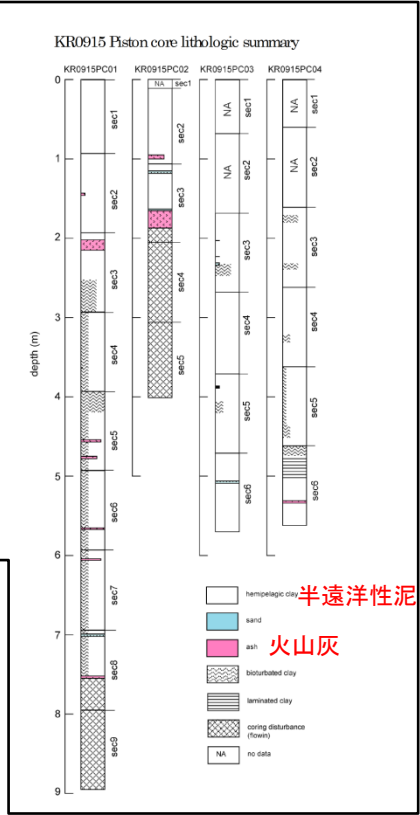 KR0915 Piston core lithologic summary
KR0915PC01 KR0915PC02 KR0915PC03 KR0915PC04
0
1
2
3
4
5
6
7
8
9
depth (m)
sec1
sec2
sec3
sec4
sec5
sec6
sec7
sec8
sec9
NA sec1
sec2
sec3
sec4
sec5
NA sec1
NA sec2
sec3
sec4
sec5
sec6
NA sec1
NA sec2
sec3
sec4
sec5
sec6
hemipelagic clay 半遠洋性泥
sand
ash 火山灰
bioturbated clay
laminated clay
coring disturbance
(flowin)
NA no data